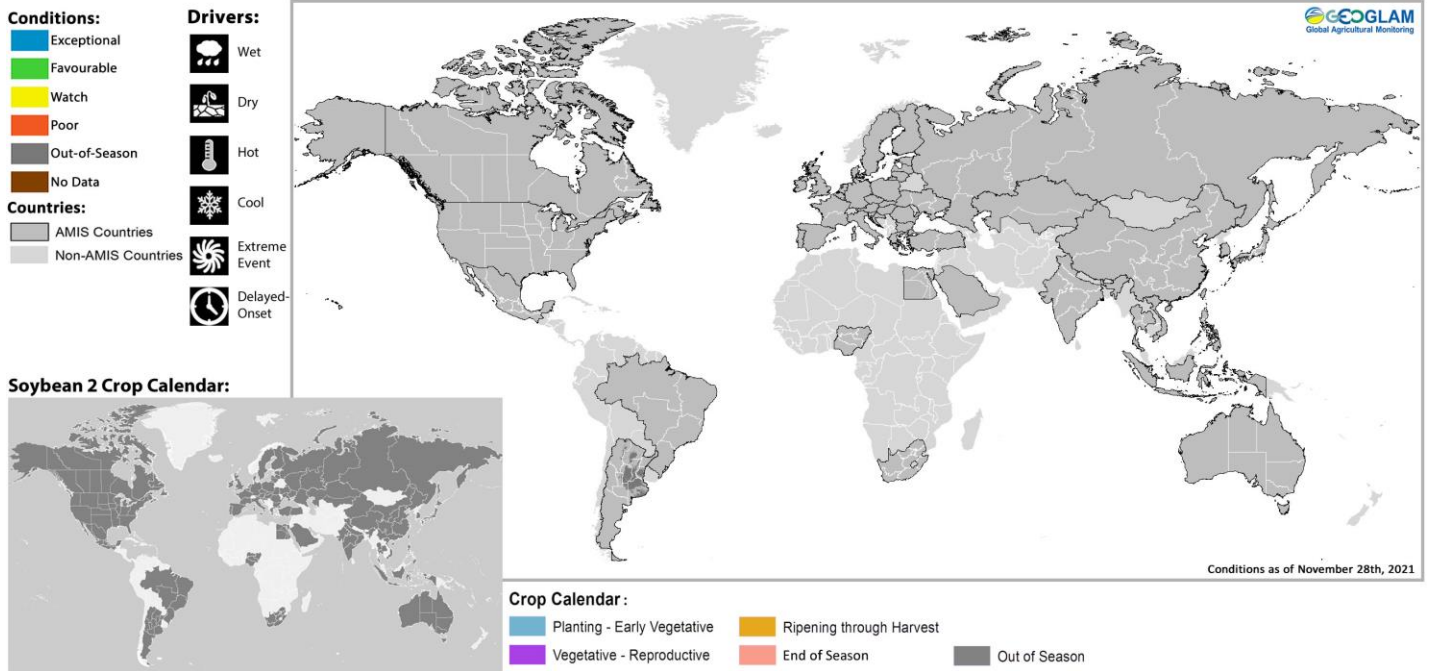 Conditions:
Exceptional
Favourable
Watch
Poor
Out-of-Season
No Data
Countries:
AMIS Countries
Non-AMIS Countries
Drivers:
Wet
Dry
Hot
Cool
Extreme
Event
Delayed-
Onset
GEOGLAM
Global Agricultural Monitoring
Conditions as of November 28th, 2021
Soybean 2 Crop Calendar:
Crop Calendar :
Planting - Early Vegetative
Vegetative - Reproductive
Ripening through Harvest
End of Season
Out of Season